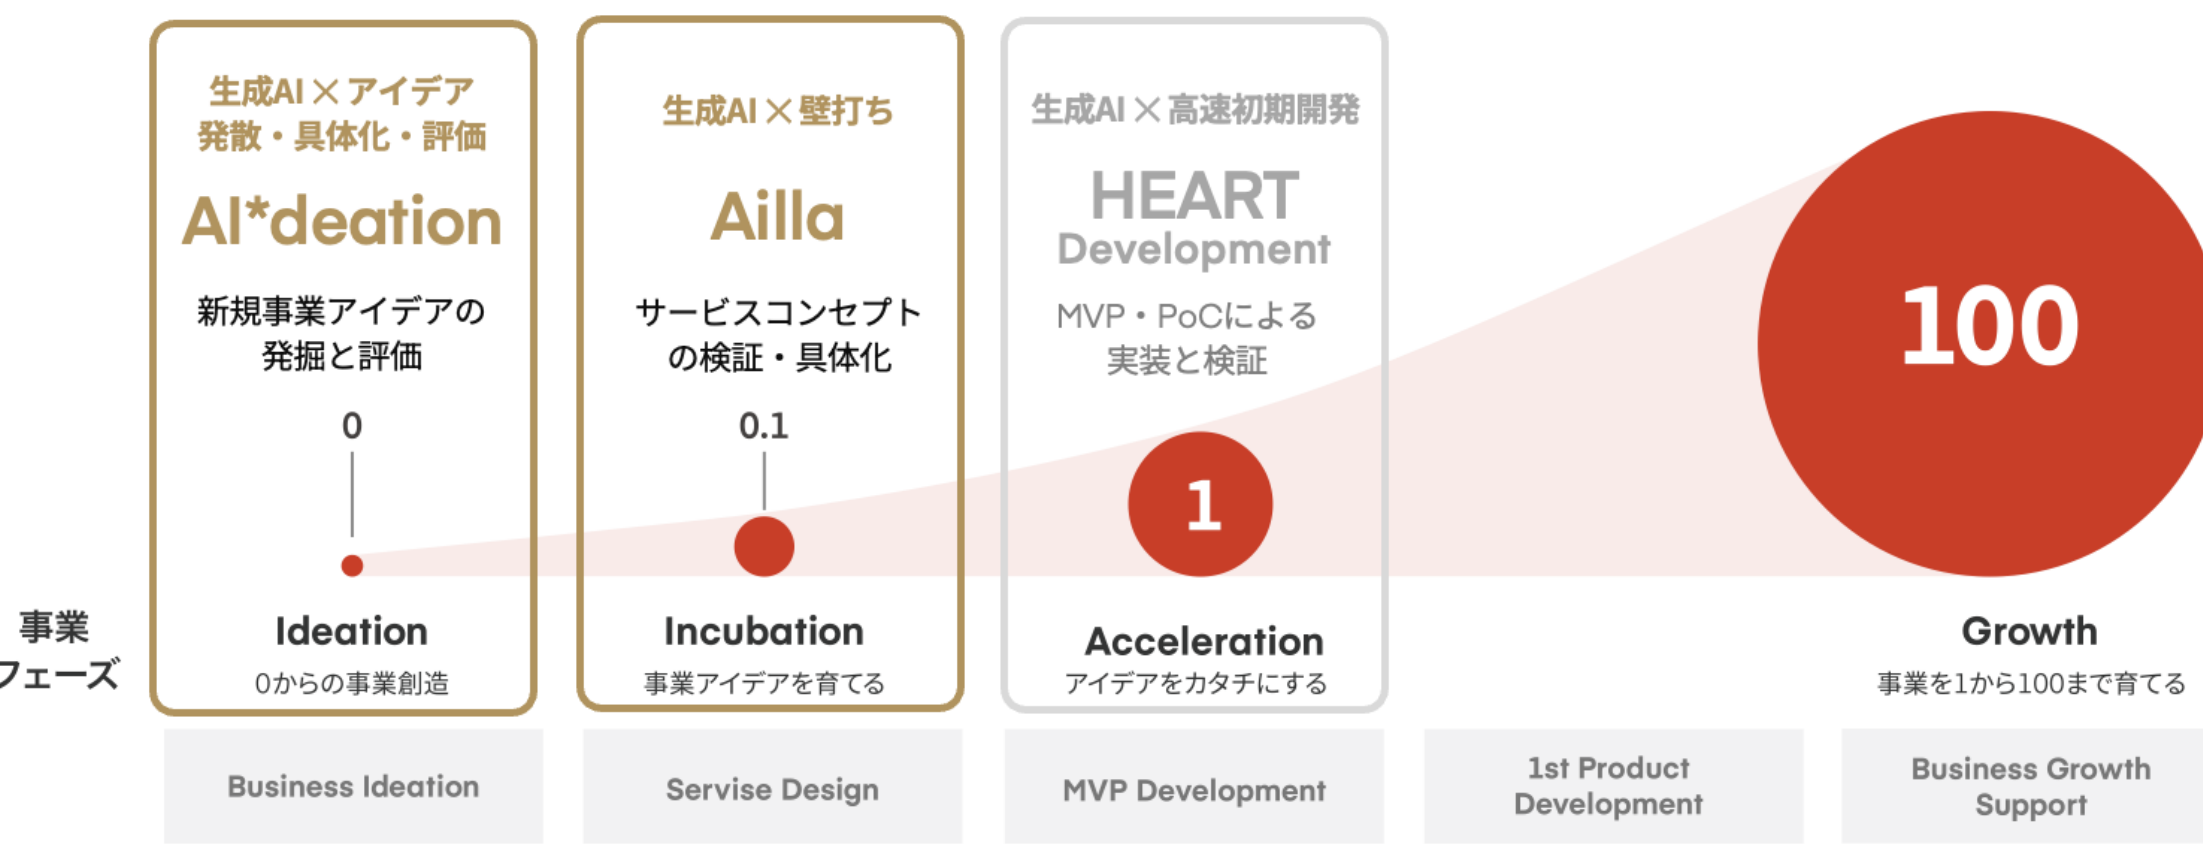 生成AI×アイデア
発散・具体化・評価
AI*deation
新規事業アイデアの
発掘と評価
0
Ideation
0からの事業創造
生成AI×壁打ち
Ailla
サービスコンセプト
の検証・具体化
0.1
Incubation
事業アイデアを育てる
生成AI×高速初期開発
HEART
Development
MVP・PoCによる
実装と検証
1
Acceleration
アイデアをカタチにする
100
Growth
事業を1から100まで育てる
事業
フェーズ
Business Ideation
Servise Design
MVP Development
1st Product
Development
Business Growth
Support